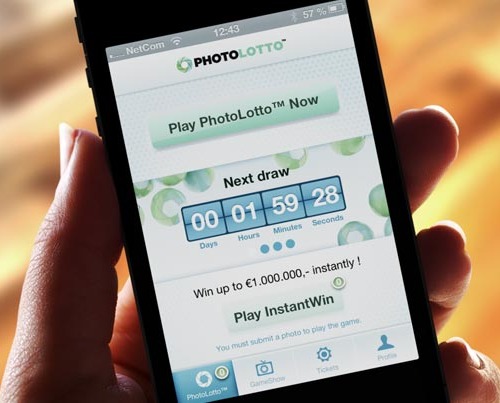 NetCom 12:43 57 %
PHOTOLOTTO™
Play PhotoLotto™ Now
Next draw
00 01 59 28
Days Hours Minutes Seconds
Win up to €1.000.000,- instantly !
0
Play InstantWin
You must submit a photo to play the game.
0
PhotoLotto™ GameShow Tickets Profile